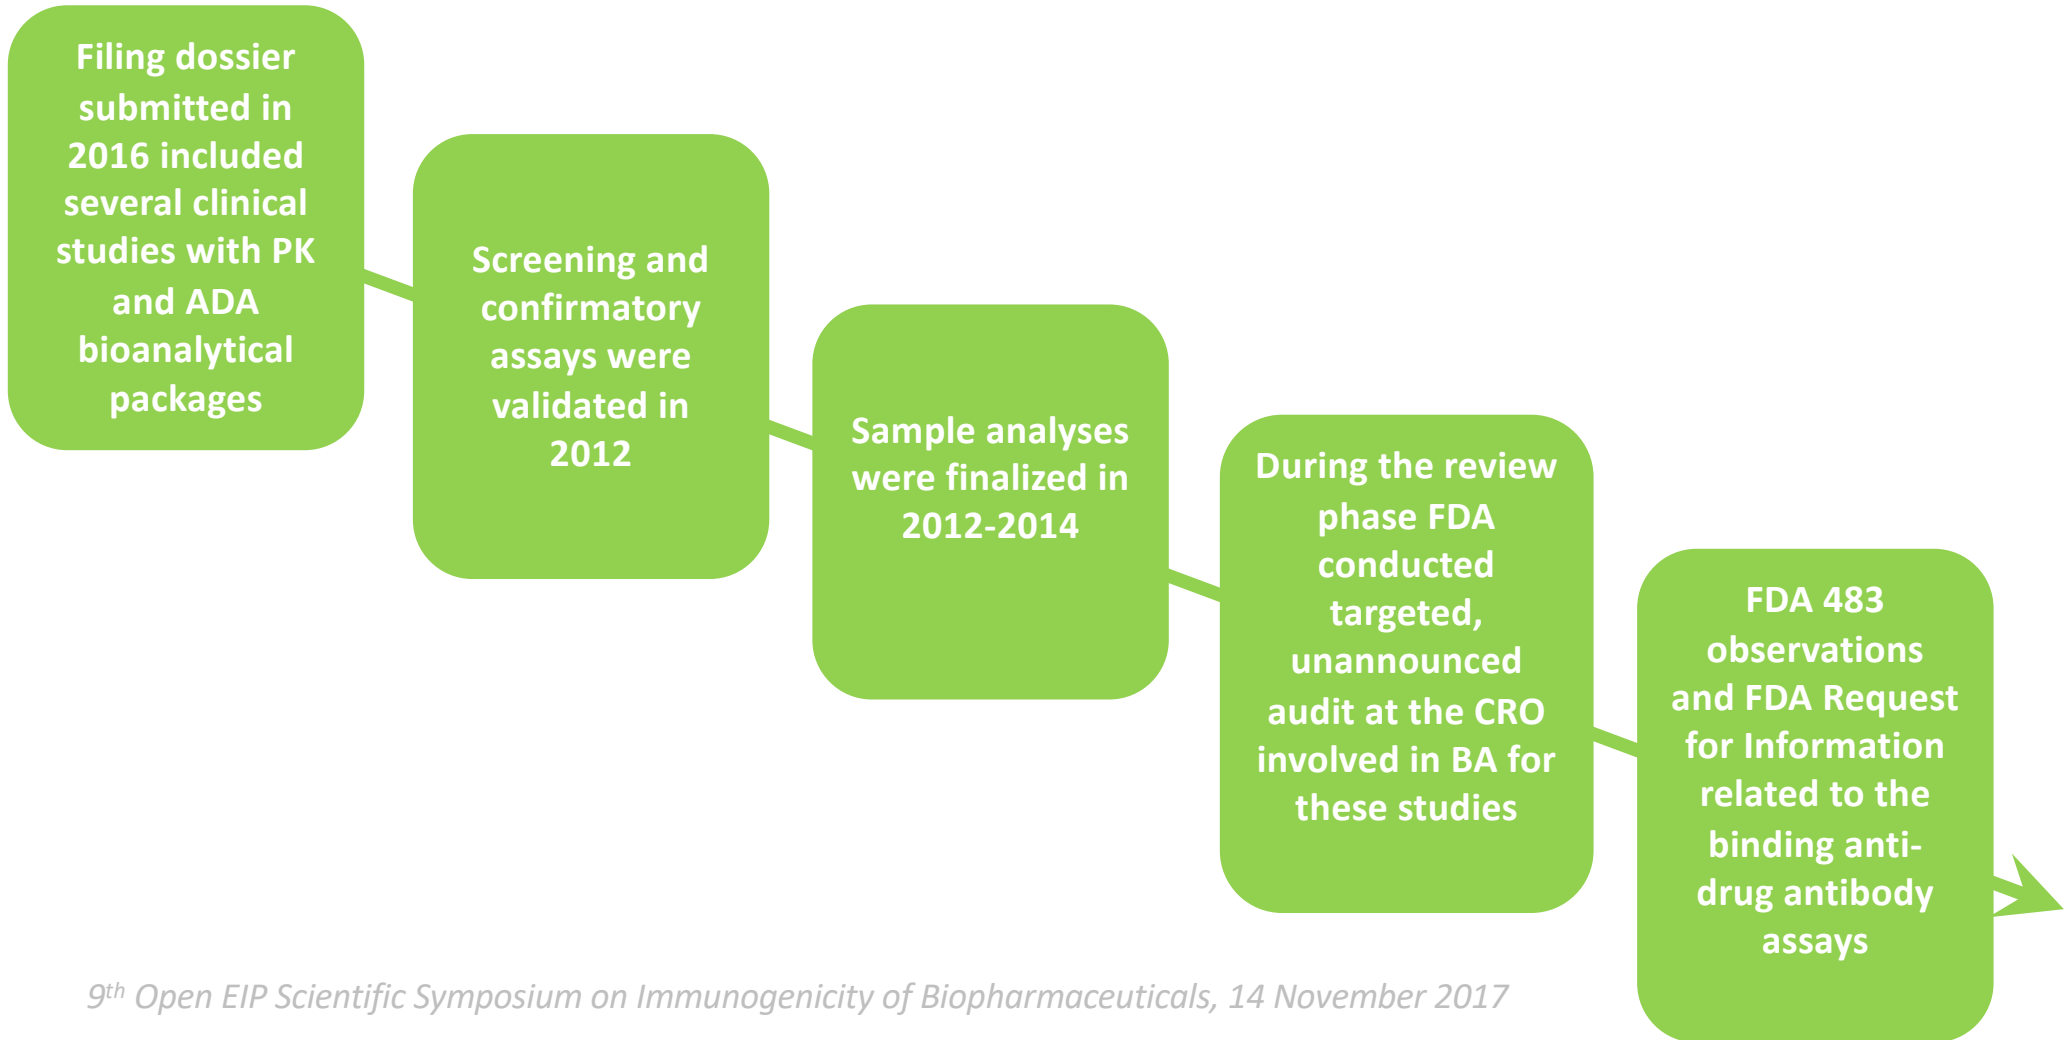 Filing dossier
submitted in
2016 included
several clinical
studies with PK
and ADA
bioanalytical
packages
Screening and
confirmatory
assays were
validated in
2012
Sample analyses
were finalized in
2012-2014
During the review
phase FDA
conducted
targeted,
unannounced
audit at the CRO
involved in BA for
these studies
FDA 483
observations
and FDA Request
for Information
related to the
binding anti-
drug antibody
assays
9th Open EIP Scientific Symposium on Immunogenicity of Biopharmaceuticals, 14 November 2017